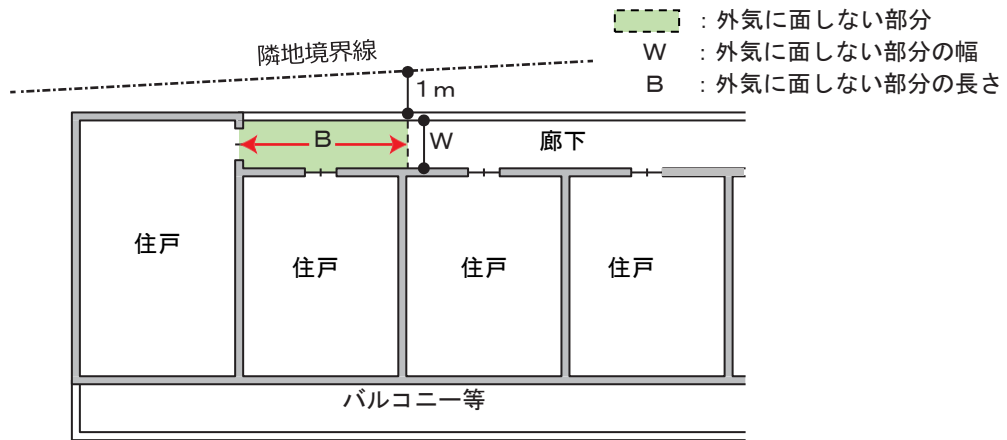 ：外気に面しない部分
Ｗ ：外気に面しない部分の幅
Ｂ ：外気に面しない部分の長さ
隣地境界線
１ｍ
Ｂ
Ｗ
廊下
住戸
住戸
住戸
住戸
バルコニー等